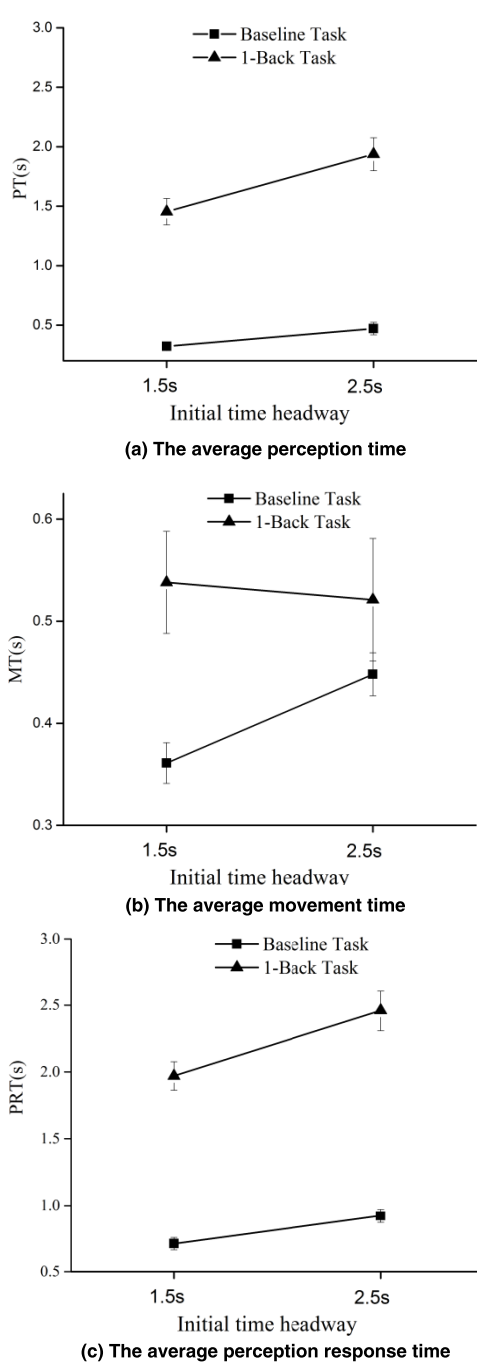 3.0
Baseline Task
1-Back Task
2.5
2.0
PT(s)
1.5
1.0
0.5
1.5s 2.5s
Initial time headway
(a) The average perception time
Baseline Task
0.6
1-Back Task
0.5
MT(s)
0.4
0.3
1.5s 2.5s
Initial time headway
(b) The average movement time
3.0
Baseline Task
1-Back Task
2.5
2.0
PRT(s)
1.5
1.0
0.5
1.5s 2.5s
Initial time headway
(c) The average perception response time